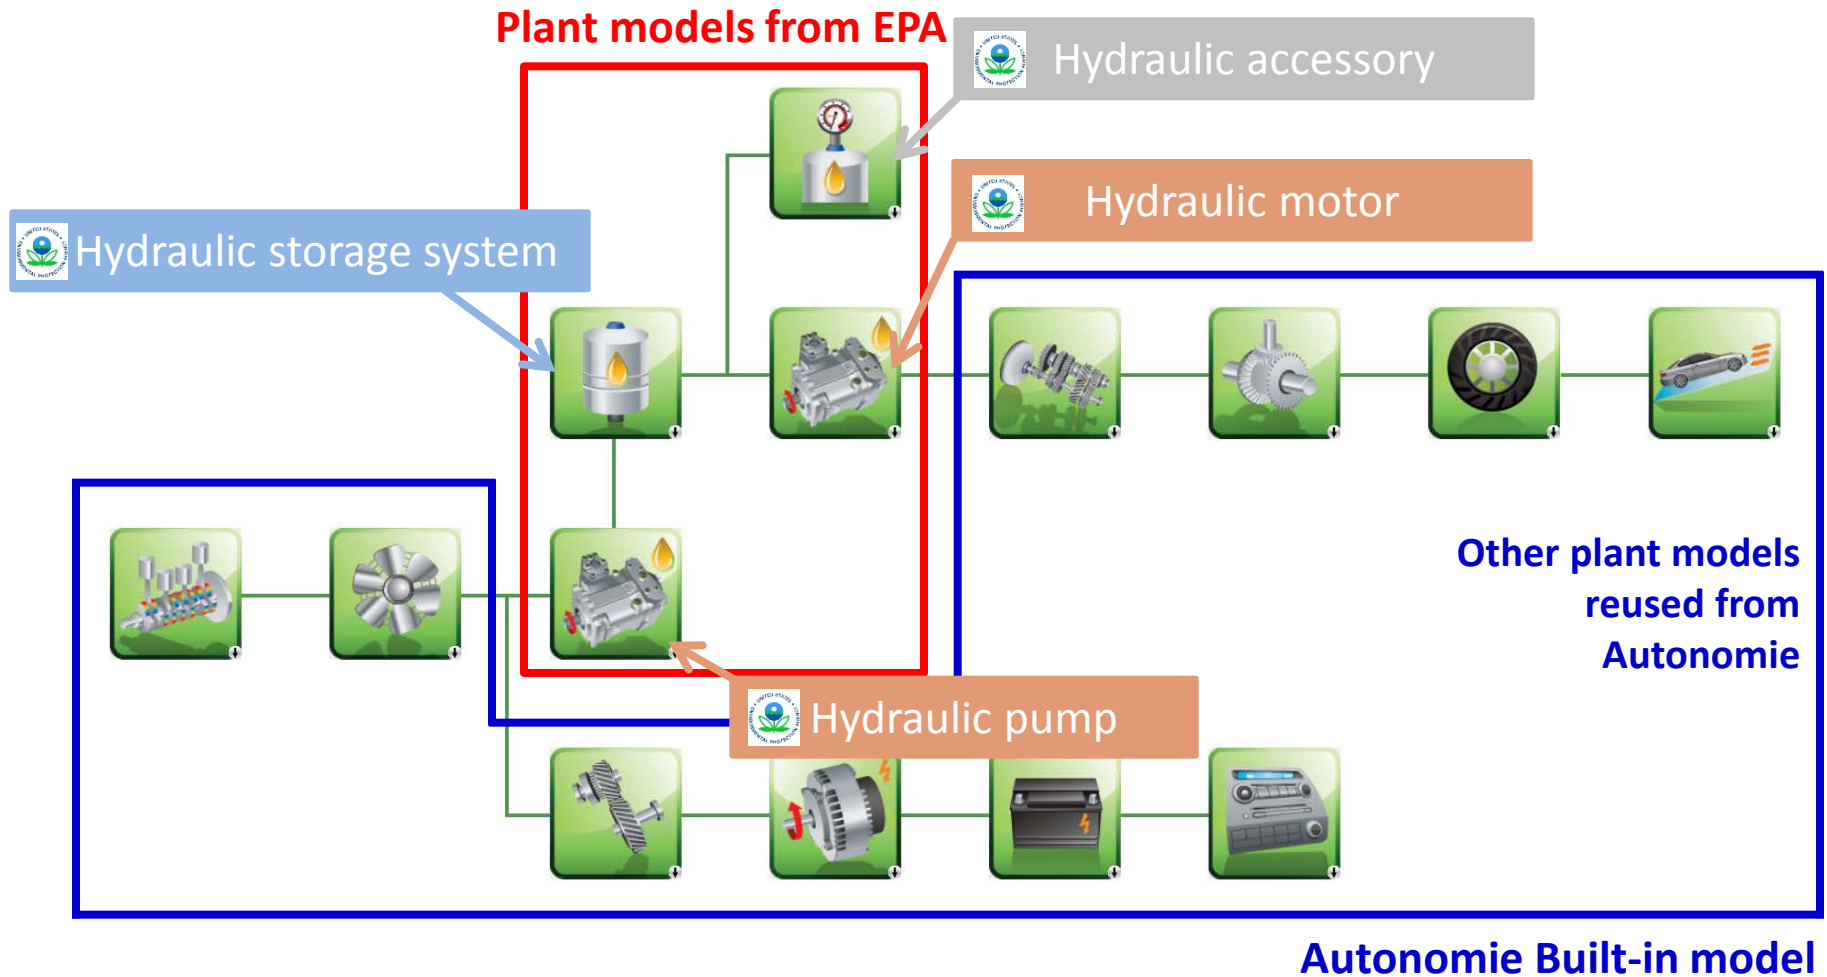 Plant models from EPA
Hydraulic accessory
Hydraulic motor
Hydraulic storage system
Other plant models
reused from
Autonomie
Hydraulic pump
Autonomie Built-in model